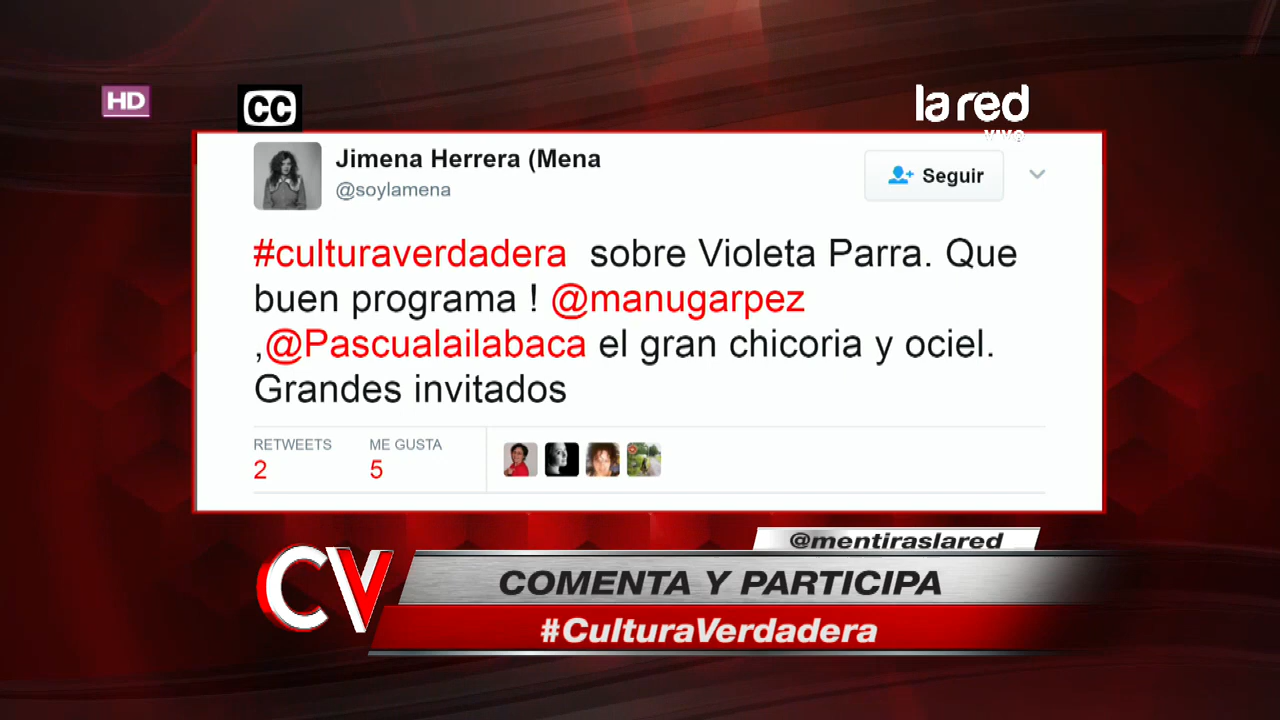 HD
CC
la red
VIVO
Jimena Herrera (Mena
@soylamena
Seguir
#culturaverdadera sobre Violeta Parra. Que
buen programa ! @manugarpez
,@Pascualailabaca el gran chicoria y ociel.
Grandes invitados
RETWEETS ME GUSTA
2 5
@mentiraslared
CV
COMENTA Y PARTICIPA
#CulturaVerdadera